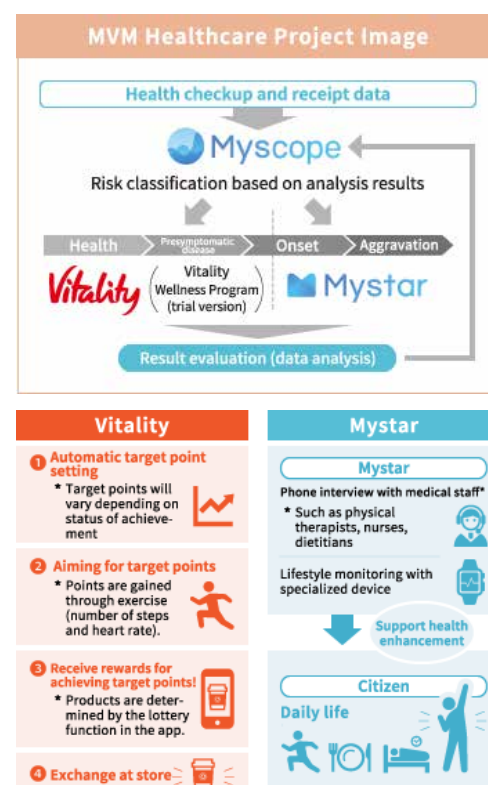 MVM Healthcare Project Image
Health checkup and receipt data
Myscope
Risk classification based on analysis results
Health
Presymptomatic
disease
Onset
Aggravation
Vitality
Vitality
Wellness Program
(trial version)
Mystar
Result evaluation (data analysis)
Vitality
1 Automatic target point
setting
* Target points will
vary depending on
status of achieve-
ment
2 Aiming for target points
* Points are gained
through exercise
(number of steps
and heart rate).
3 Receive rewards for
achieving target points!
* Products are deter-
mined by the lottery
function in the app.
4 Exchange at store
Mystar
Mystar
Phone interview with medical staff*
* Such as physical
therapists, nurses,
dietitians
Lifestyle monitoring with
specialized device
Support health
enhancement
Citizen
Daily life